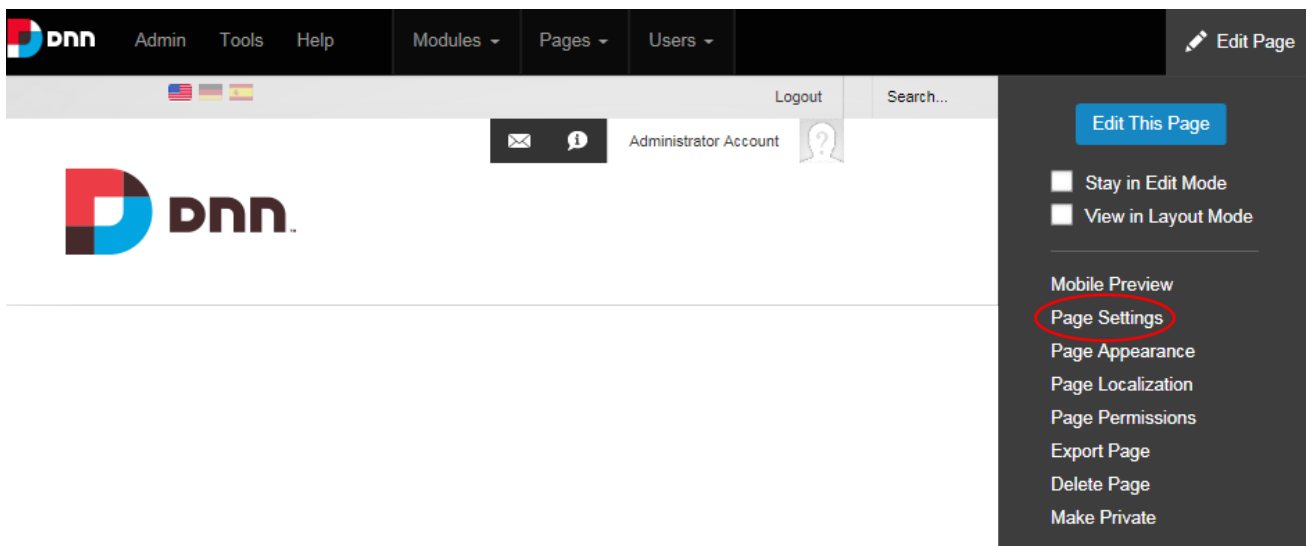 DNN Admin Tools Help Modules Pages Users Edit Page
Logout Search...
Administrator Account
DNN
Edit This Page
Stay in Edit Mode
View in Layout Mode
Mobile Preview
Page Settings
Page Appearance
Page Localization
Page Permissions
Export Page
Delete Page
Make Private